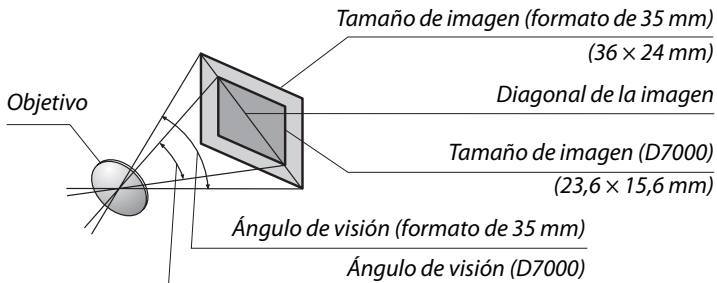 Tamaño de imagen (formato de 35 mm)
(36 × 24 mm)
Objetivo
Diagonal de la imagen
Tamaño de imagen (D7000)
(23,6 × 15,6 mm)
Ángulo de visión (formato de 35 mm)
Ángulo de visión (D7000)